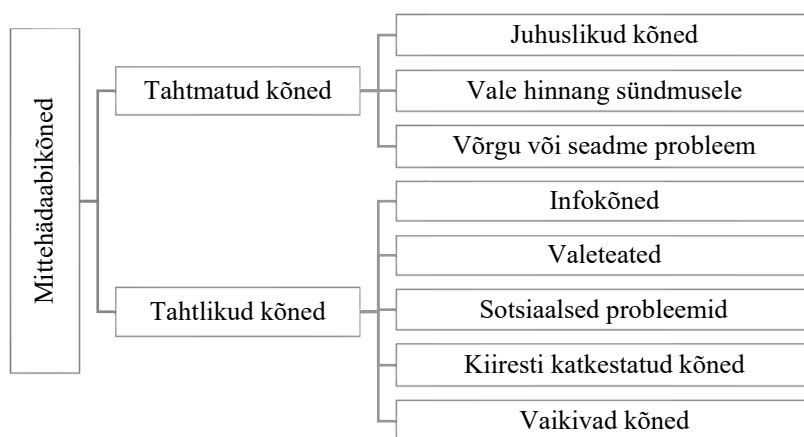 Mittehädaabikõned
Tahtmatud kõned
Juhuslikud kõned
Vale hinnang sündmusele
Võrgu või seadme probleem
Tahtlikud kõned
Infokõned
Valeteated
Sotsiaalsed probleemid
Kiiresti katkestatud kõned
Vaikivad kõned